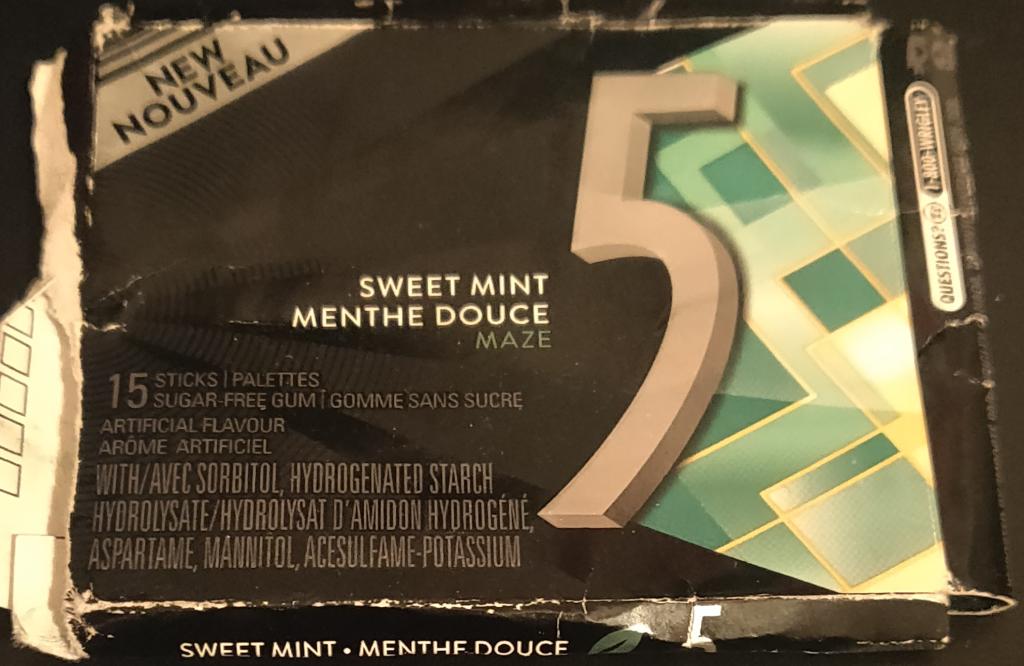 NEW
NOUVEAU
5
SWEET MINT
MENTHE DOUCE
MAZE
15 STICKS | PALETTES
SUGAR-FREE GUM | GOMME SANS SUCRE
ARTIFICIAL FLAVOUR
ARÔME ARTIFICIEL
WITH/AVEC SORBITOL, HYDROGENATED STARCH
HYDROLYSATE/HYDROLYSAT D'AMIDON HYDROGÉNÉ,
ASPARTAME, MANNITOL, ACESULFAME-POTASSIUM
QUESTIONS? 1-800-WRIGLEY
SWEET MINT • MENTHE DOUCE 5